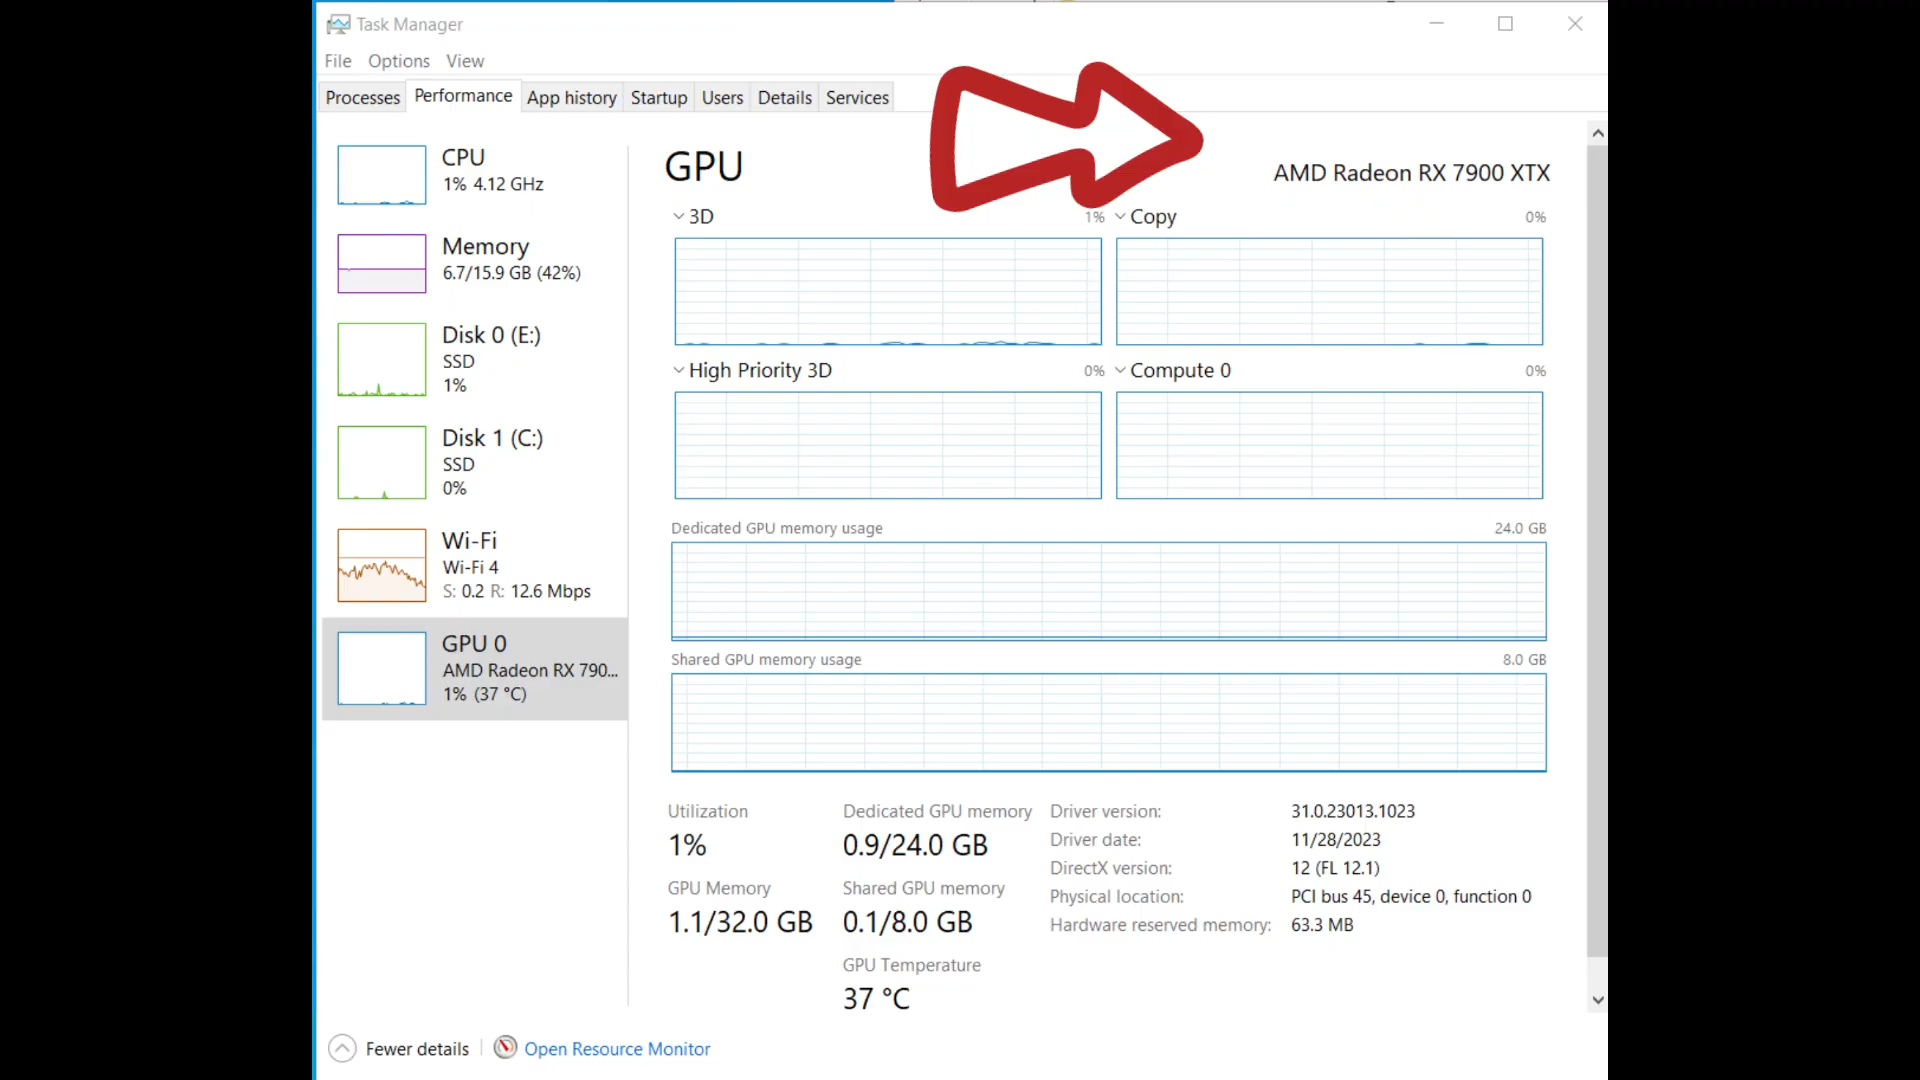 Task Manager
File Options View
Processes Performance App history Startup Users Details Services
CPU
1% 4.12 GHz
Memory
6.7/15.9 GB (42%)
Disk 0 (E:)
SSD
1%
Disk 1 (C:)
SSD
0%
Wi-Fi
Wi-Fi 4
S: 0.2 R: 12.6 Mbps
GPU 0
AMD Radeon RX 790...
1% (37 °C)
GPU
AMD Radeon RX 7900 XTX
3D 1% Copy 0%
High Priority 3D 0% Compute 0 0%
Dedicated GPU memory usage 24.0 GB
Shared GPU memory usage 8.0 GB
Utilization
1%
GPU Memory
1.1/32.0 GB
Dedicated GPU memory
0.9/24.0 GB
Shared GPU memory
0.1/8.0 GB
GPU Temperature
37 °C
Driver version: 31.0.23013.1023
Driver date: 11/28/2023
DirectX version: 12 (FL 12.1)
Physical location: PCI bus 45, device 0, function 0
Hardware reserved memory: 63.3 MB
Fewer details Open Resource Monitor